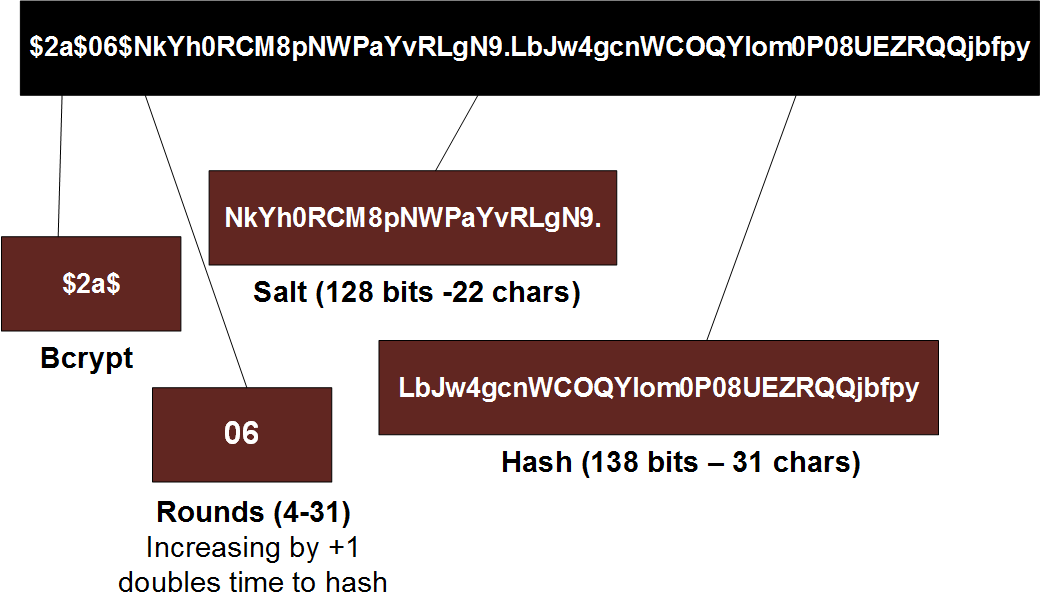 $2a$06$NkYh0RCM8pNWPaYvRLgN9.LbJw4gcnWCOQYIom0P08UEZRQQjbfpy
NkYh0RCM8pNWPaYvRLgN9.
Salt (128 bits -22 chars)
$2a$
Bcrypt
LbJw4gcnWCOQYIom0P08UEZRQQjbfpy
Hash (138 bits – 31 chars)
06
Rounds (4-31)
Increasing by +1
doubles time to hash